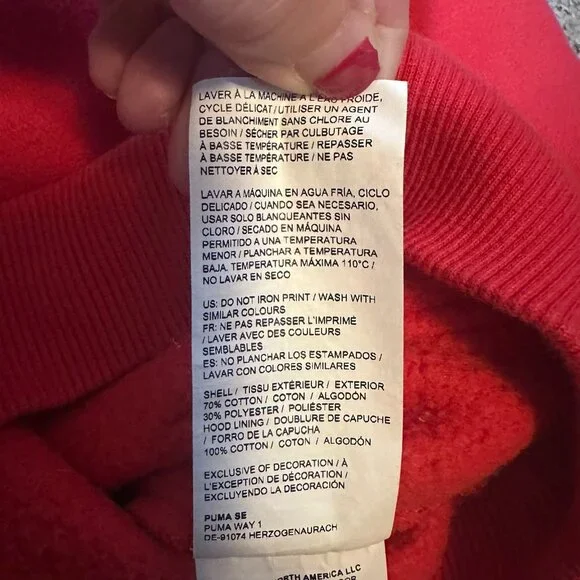 LAVER À LA MACHINE A L'EAU FROIDE,
CYCLE DÉLICAT/UTILISER UN AGENT
DE BLANCHIMENT SANS CHLORE AU
BESOIN / SÉCHER PAR CULBUTAGE
À BASSE TEMPÉRATURE / REPASSER
À BASSE TEMPÉRATURE / NE PAS
NETTOYER À SEC
LAVAR A MÁQUINA EN AGUA FRÍA, CICLO
DELICADO / CUANDO SEA NECESARIO,
USAR SOLO BLANQUEANTES SIN
CLORO / SECADO EN MÁQUINA
PERMITIDO A UNA TEMPERATURA
MENOR / PLANCHAR A TEMPERATURA
BAJA. TEMPERATURA MÁXIMA 110°C /
NO LAVAR EN SECO
US: DO NOT IRON PRINT / WASH WITH
SIMILAR COLOURS
FR: NE PAS REPASSER L'IMPRIMÉ
/ LAVER AVEC DES COULEURS
SEMBLABLES
ES: NO PLANCHAR LOS ESTAMPADOS /
LAVAR CON COLORES SIMILARES
SHELL / TISSU EXTÉRIEUR / EXTERIOR
70% COTTON / COTON / ALGODÓN
30% POLYESTER / POLIÉSTER
HOOD LINING / DOUBLURE DE CAPUCHE
/ FORRO DE LA CAPUCHA
100% COTTON / COTON / ALGODÓN
EXCLUSIVE OF DECORATION / À
L'EXCEPTION DE DÉCORATION /
EXCLUYENDO LA DECORACIÓN
PUMA SE
PUMA WAY 1
DE-91074 HERZOGENAURACH
AMERICA LLC